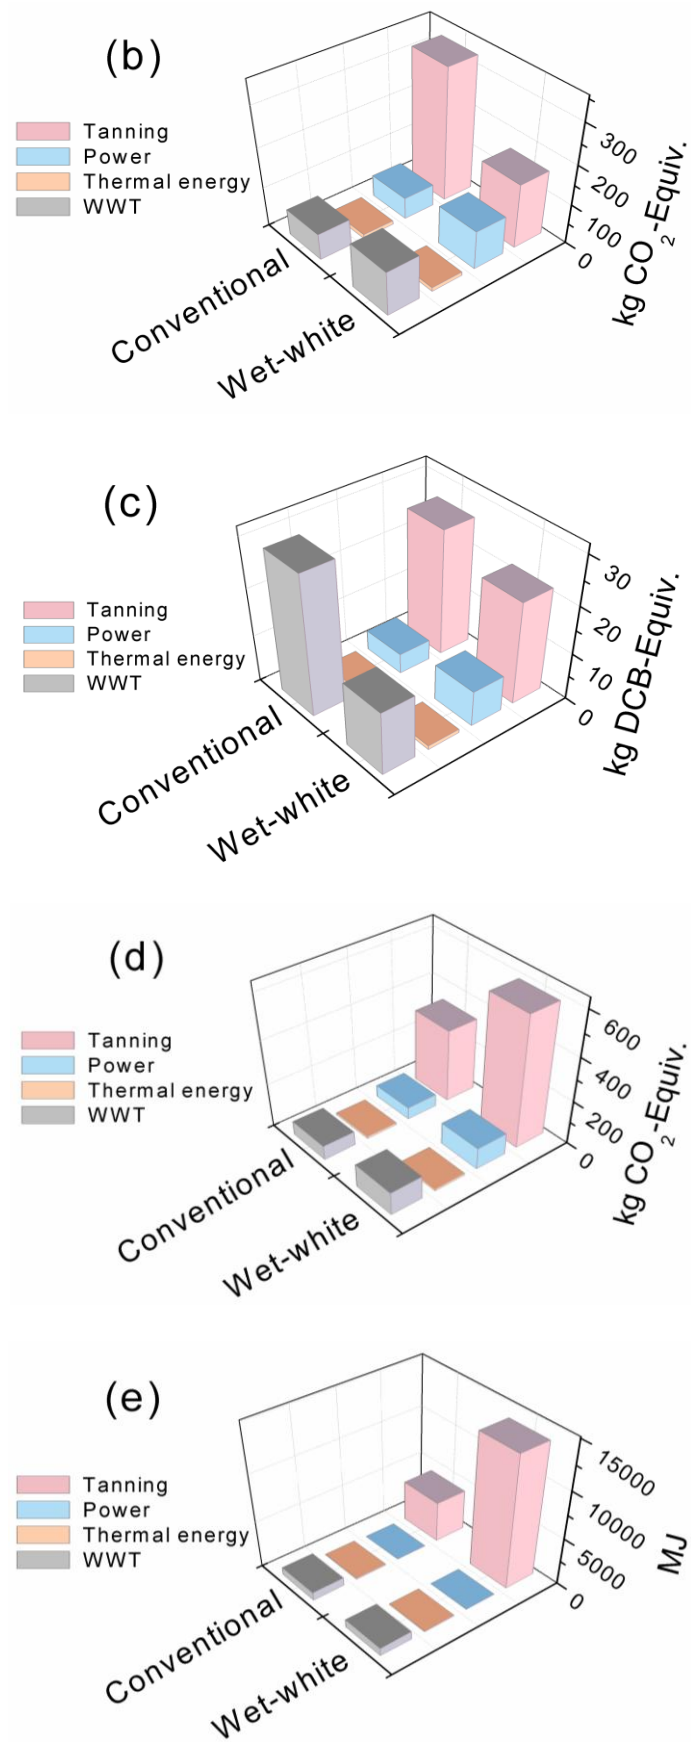 (b)
Tanning
Power
Thermal energy
WWT
Conventional
Wet-white
0
100
200
300
kg CO2-Equiv.
(c)
Tanning
Power
Thermal energy
WWT
Conventional
Wet-white
0
10
20
30
kg DCB-Equiv.
(d)
Tanning
Power
Thermal energy
WWT
Conventional
Wet-white
0
200
400
600
kg CO2-Equiv.
(e)
Tanning
Power
Thermal energy
WWT
Conventional
Wet-white
0
5000
10000
15000
MJ